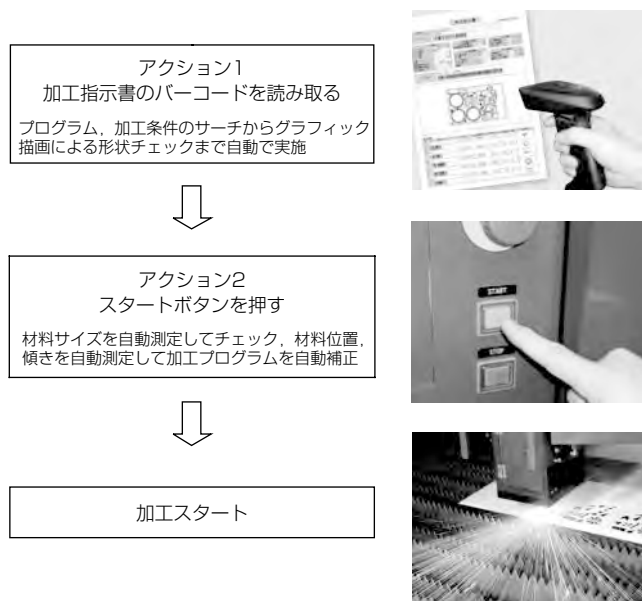 アクション1
加工指示書のバーコードを読み取る
プログラム，加工条件のサーチからグラフィック
描画による形状チェックまで自動で実施
アクション2
スタートボタンを押す
材料サイズを自動測定してチェック，材料位置，
傾きを自動測定して加工プログラムを自動補正
加工スタート
START
STOP